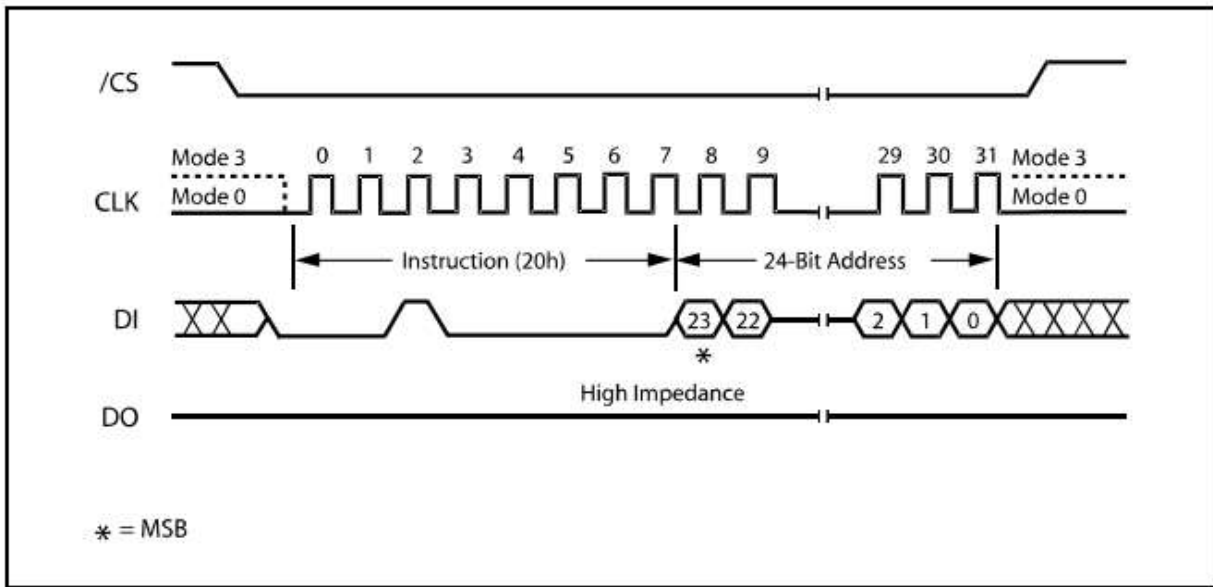 /CS
Mode 3 0 1 2 3 4 5 6 7 8 9 29 30 31 Mode 3
CLK Mode 0 Mode 0
Instruction (20h) 24-Bit Address
DI 23 22 2 1 0
*
High Impedance
DO
* = MSB